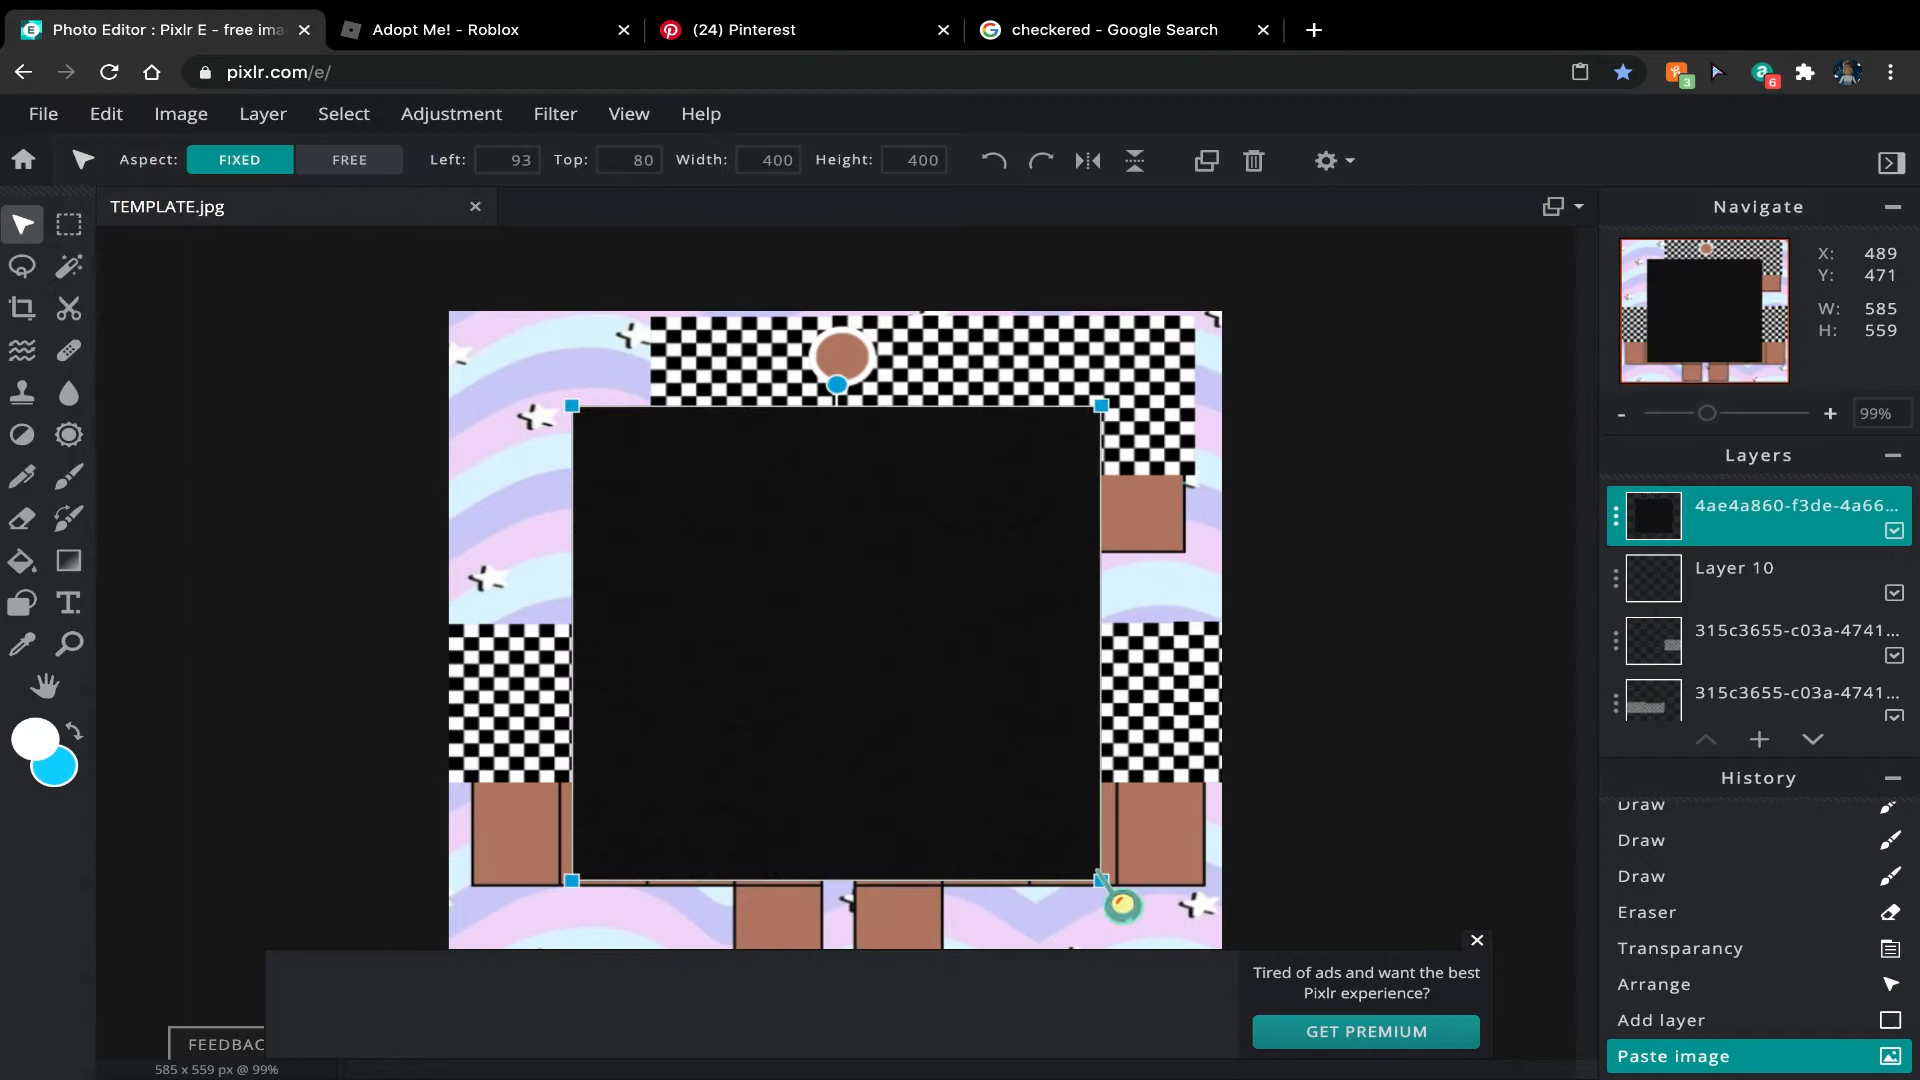 Photo Editor : Pixlr E - free ima
Adopt Me! - Roblox
(24) Pinterest
checkered - Google Search
pixlr.com/e/
3
6
File Edit Image Layer Select Adjustment Filter View Help
Aspect: FIXED FREE Left: 93 Top: 80 Width: 400 Height: 400
TEMPLATE.jpg
Navigate
X: 489
Y: 471
W: 585
H: 559
- + 99%
Layers
4ae4a860-f3de-4a66...
Layer 10
315c3655-c03a-4741...
315c3655-c03a-4741...
History
Draw
Draw
Draw
Eraser
Transparancy
Arrange
Add layer
Paste image
Tired of ads and want the best
Pixlr experience?
GET PREMIUM
FEEDBAC
585 x 559 px @ 99%